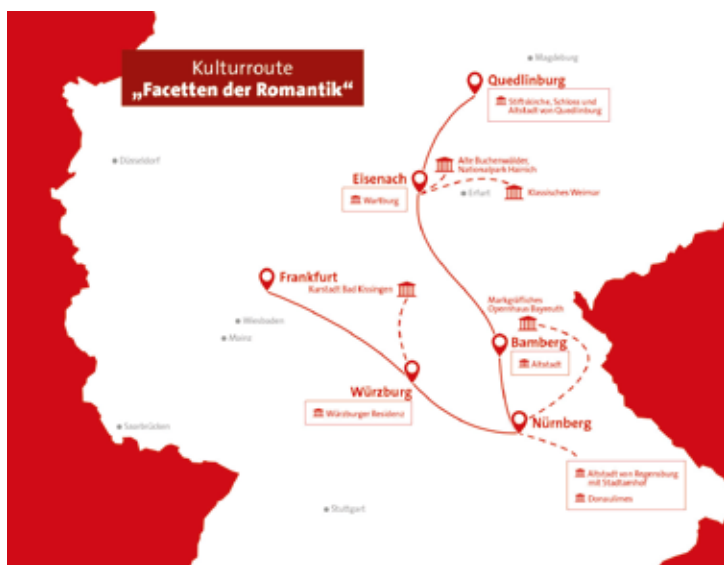 Kulturroute
„Facetten der Romantik“
Magdeburg
Quedlinburg
Stiftskirche, Schloss und
Altstadt von Quedlinburg
Düsseldorf
Alte Buchenwälder,
Nationalpark Hainich
Eisenach
Wartburg
Erfurt
Klassisches Weimar
Frankfurt
Kurstadt Bad Kissingen
Markgräfliches
Opernhaus Bayreuth
Wiesbaden
Mainz
Bamberg
Altstadt
Würzburg
Würzburger Residenz
Nürnberg
Saarbrücken
Altstadt von Regensburg
mit Stadtamhof
Donaulimes
Stuttgart